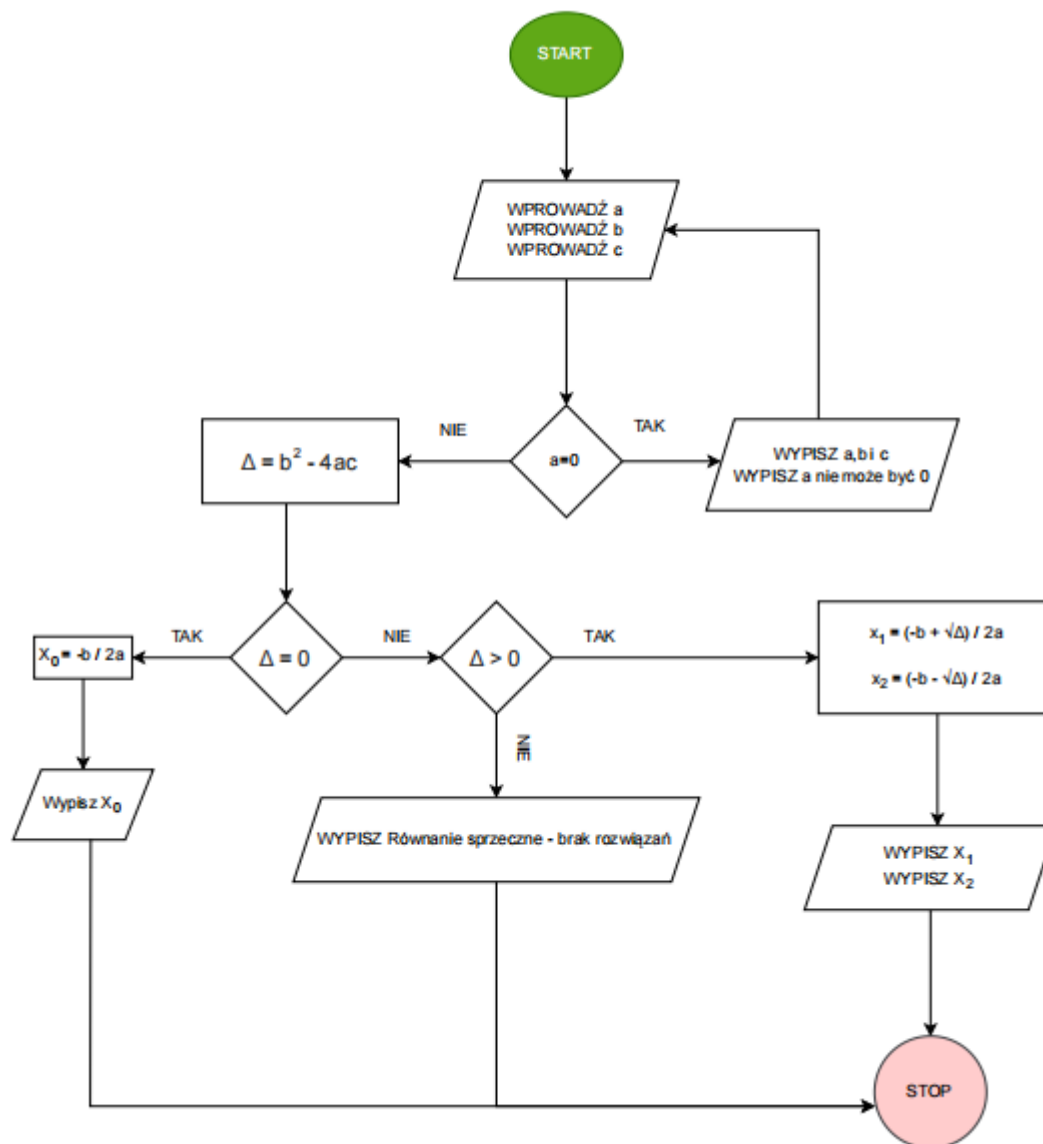 START
WPROWADŹ a
WPROWADŹ b
WPROWADŹ c
NIE
TAK
Δ = b² - 4ac
a=0
WYPISZ a,b i c
WYPISZ a nie może być 0
TAK
NIE
TAK
X₀ = -b / 2a
Δ = 0
Δ > 0
x₁ = (-b + √Δ) / 2a
x₂ = (-b - √Δ) / 2a
NIE
Wypisz X₀
WYPISZ Równanie sprzeczne - brak rozwiązań
WYPISZ X₁
WYPISZ X₂
STOP